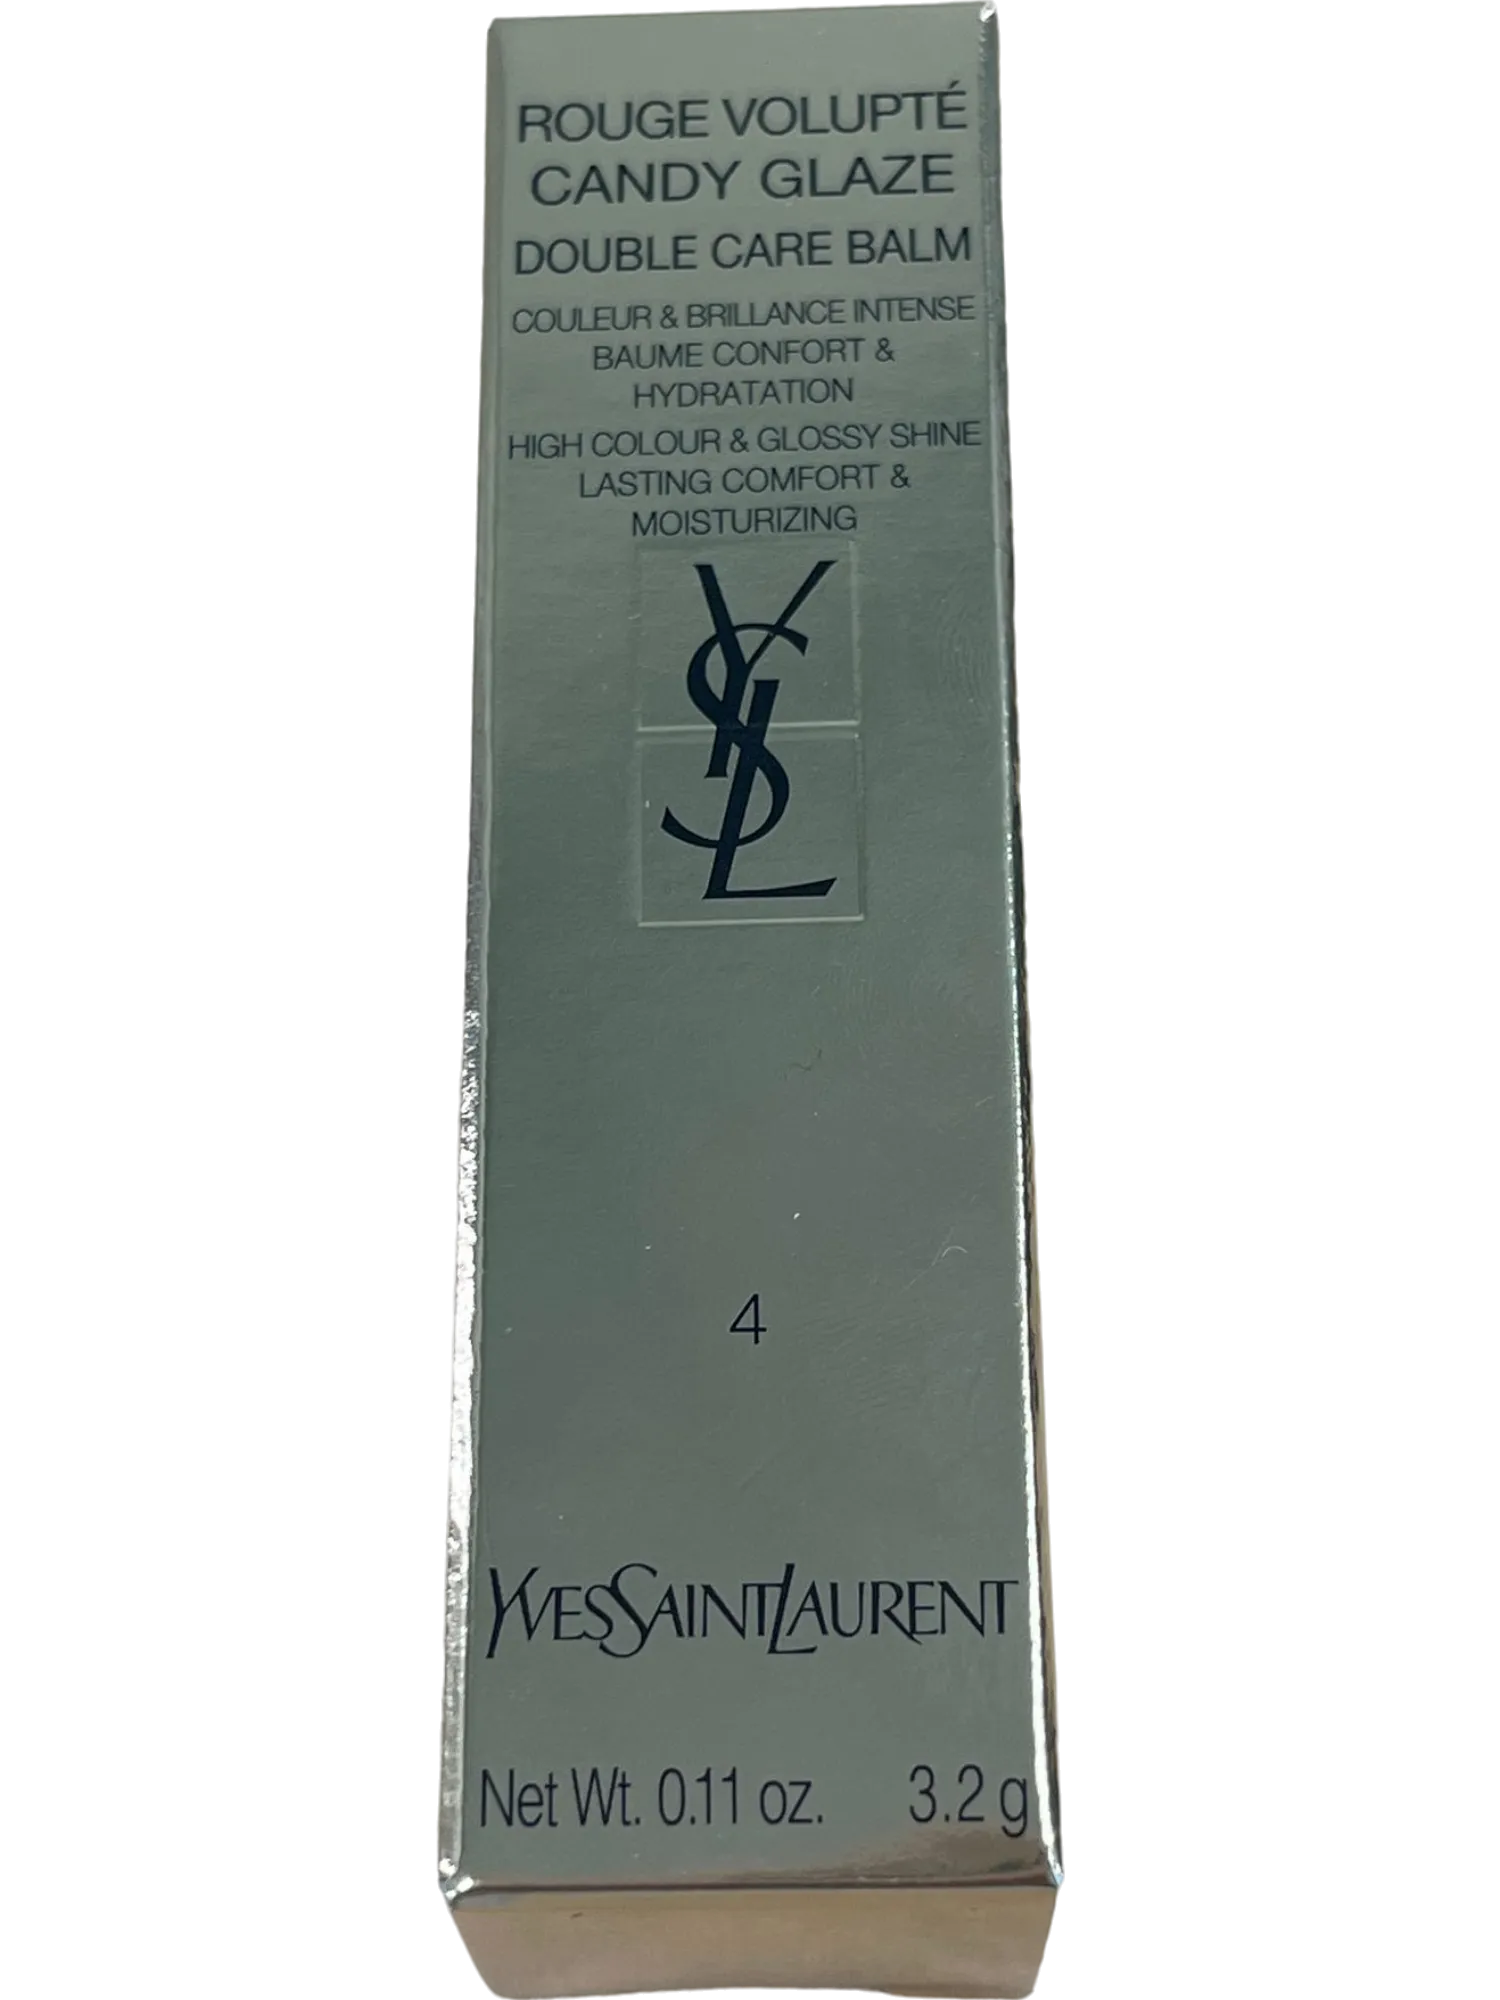 ROUGE VOLUPTÉ
CANDY GLAZE
DOUBLE CARE BALM
COULEUR & BRILLANCE INTENSE
BAUME CONFORT &
HYDRATATION
HIGH COLOUR & GLOSSY SHINE
LASTING COMFORT &
MOISTURIZING
YSL
4
YVESSAINTLAURENT
Net Wt. 0.11 oz. 3.2 g